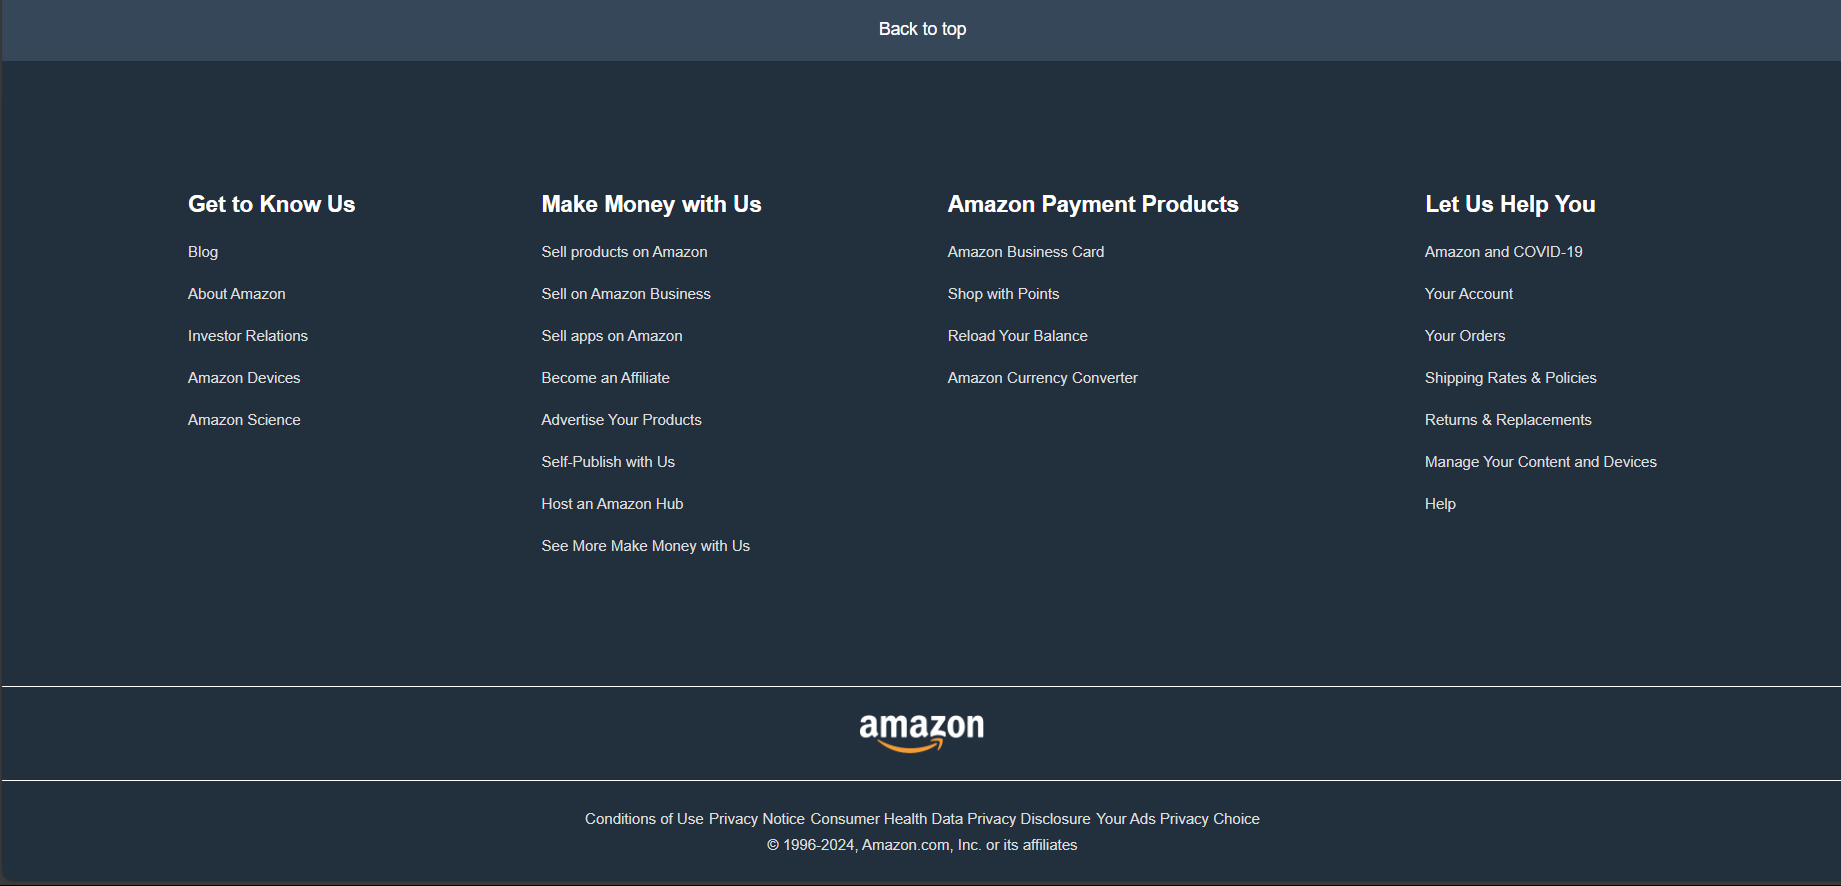 Back to top
Get to Know Us
Blog
About Amazon
Investor Relations
Amazon Devices
Amazon Science
Make Money with Us
Sell products on Amazon
Sell on Amazon Business
Sell apps on Amazon
Become an Affiliate
Advertise Your Products
Self-Publish with Us
Host an Amazon Hub
See More Make Money with Us
Amazon Payment Products
Amazon Business Card
Shop with Points
Reload Your Balance
Amazon Currency Converter
Let Us Help You
Amazon and COVID-19
Your Account
Your Orders
Shipping Rates & Policies
Returns & Replacements
Manage Your Content and Devices
Help
amazon
Conditions of Use Privacy Notice Consumer Health Data Privacy Disclosure Your Ads Privacy Choice
© 1996-2024, Amazon.com, Inc. or its affiliates